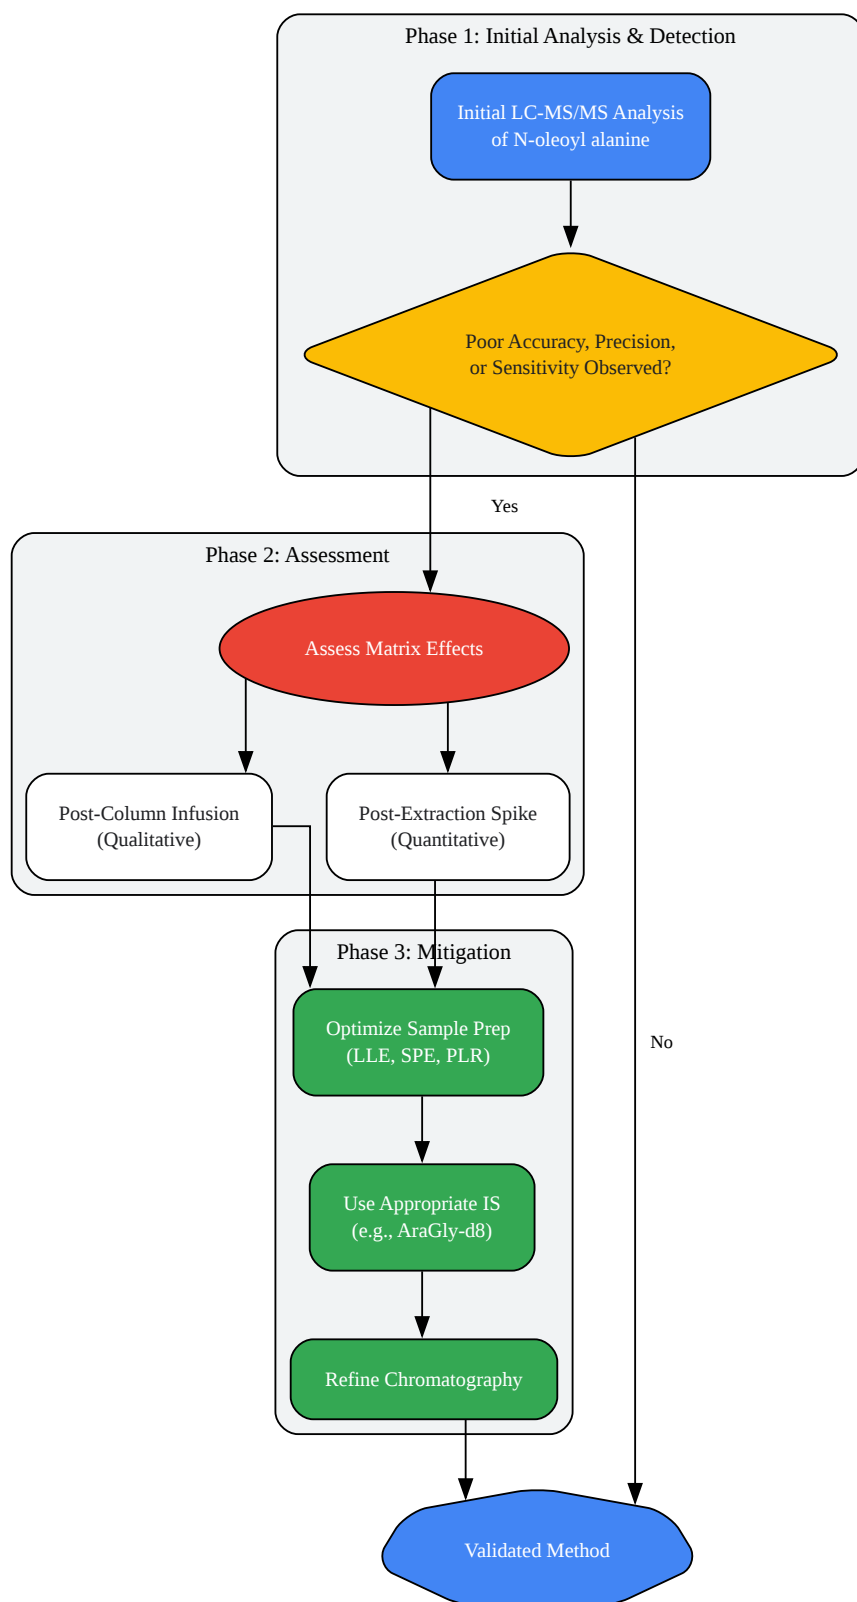 Phase 1: Initial Analysis & Detection
Initial LC-MS/MS Analysis
of N-oleoyl alanine
Poor Accuracy, Precision,
or Sensitivity Observed?
Yes
Phase 2: Assessment
Assess Matrix Effects
Post-Column Infusion
(Qualitative)
Post-Extraction Spike
(Quantitative)
Phase 3: Mitigation
Optimize Sample Prep
(LLE, SPE, PLR)
No
Use Appropriate IS
(e.g., AraGly-d8)
Refine Chromatography
Validated Method